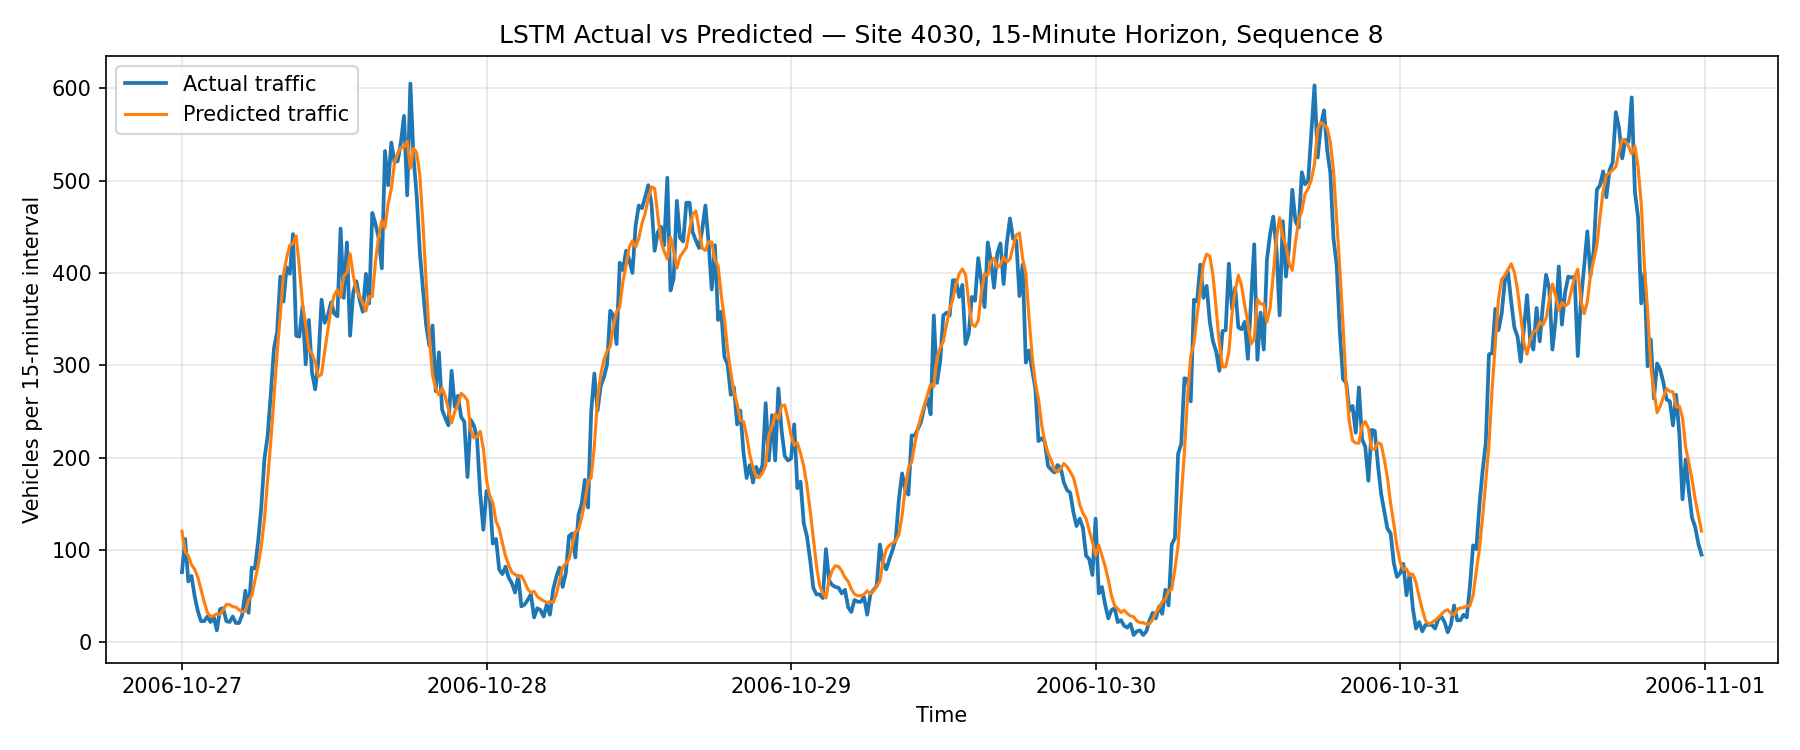 LSTM Actual vs Predicted — Site 4030, 15-Minute Horizon, Sequence 8
Actual traffic
Predicted traffic
Vehicles per 15-minute interval
600
500
400
300
200
100
0
2006-10-27
2006-10-28
2006-10-29
2006-10-30
2006-10-31
2006-11-01
Time